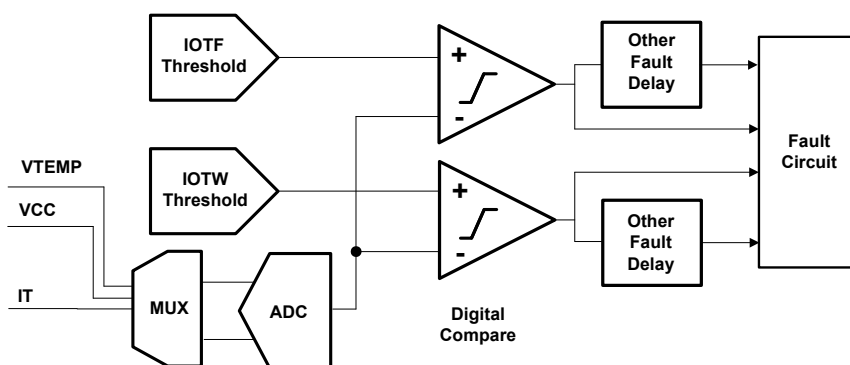 IOTF
Threshold
+
-
Other
Fault
Delay
Fault
Circuit
VTEMP
VCC
IT
IOTW
Threshold
+
-
Other
Fault
Delay
MUX
ADC
Digital
Compare